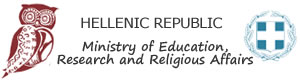 HELLENIC REPUBLIC
Ministry of Education,
Research and Religious Affairs